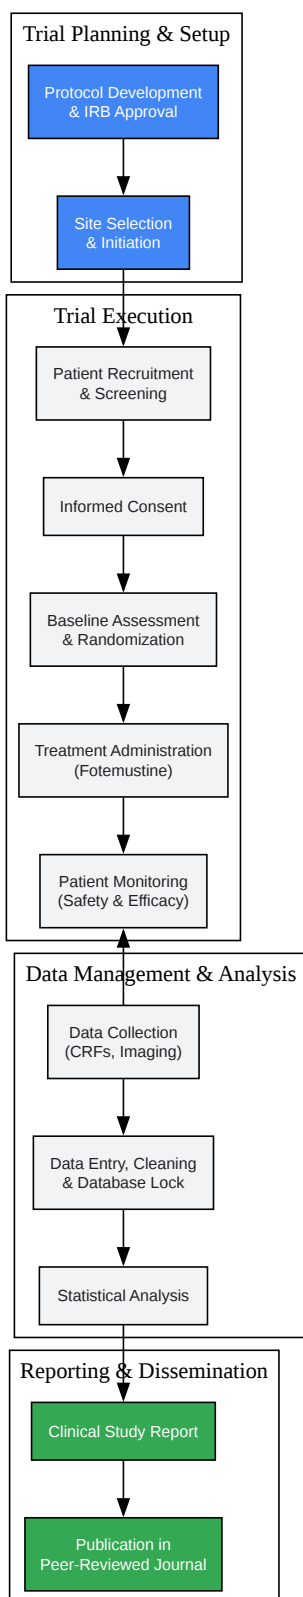 Trial Planning & Setup
Protocol Development
& IRB Approval
Site Selection
& Initiation
Trial Execution
Patient Recruitment
& Screening
Informed Consent
Baseline Assessment
& Randomization
Treatment Administration
(Fotemustine)
Patient Monitoring
(Safety & Efficacy)
Data Management & Analysis
Data Collection
(CRFs, Imaging)
Data Entry, Cleaning
& Database Lock
Statistical Analysis
Reporting & Dissemination
Clinical Study Report
Publication in
Peer-Reviewed Journal